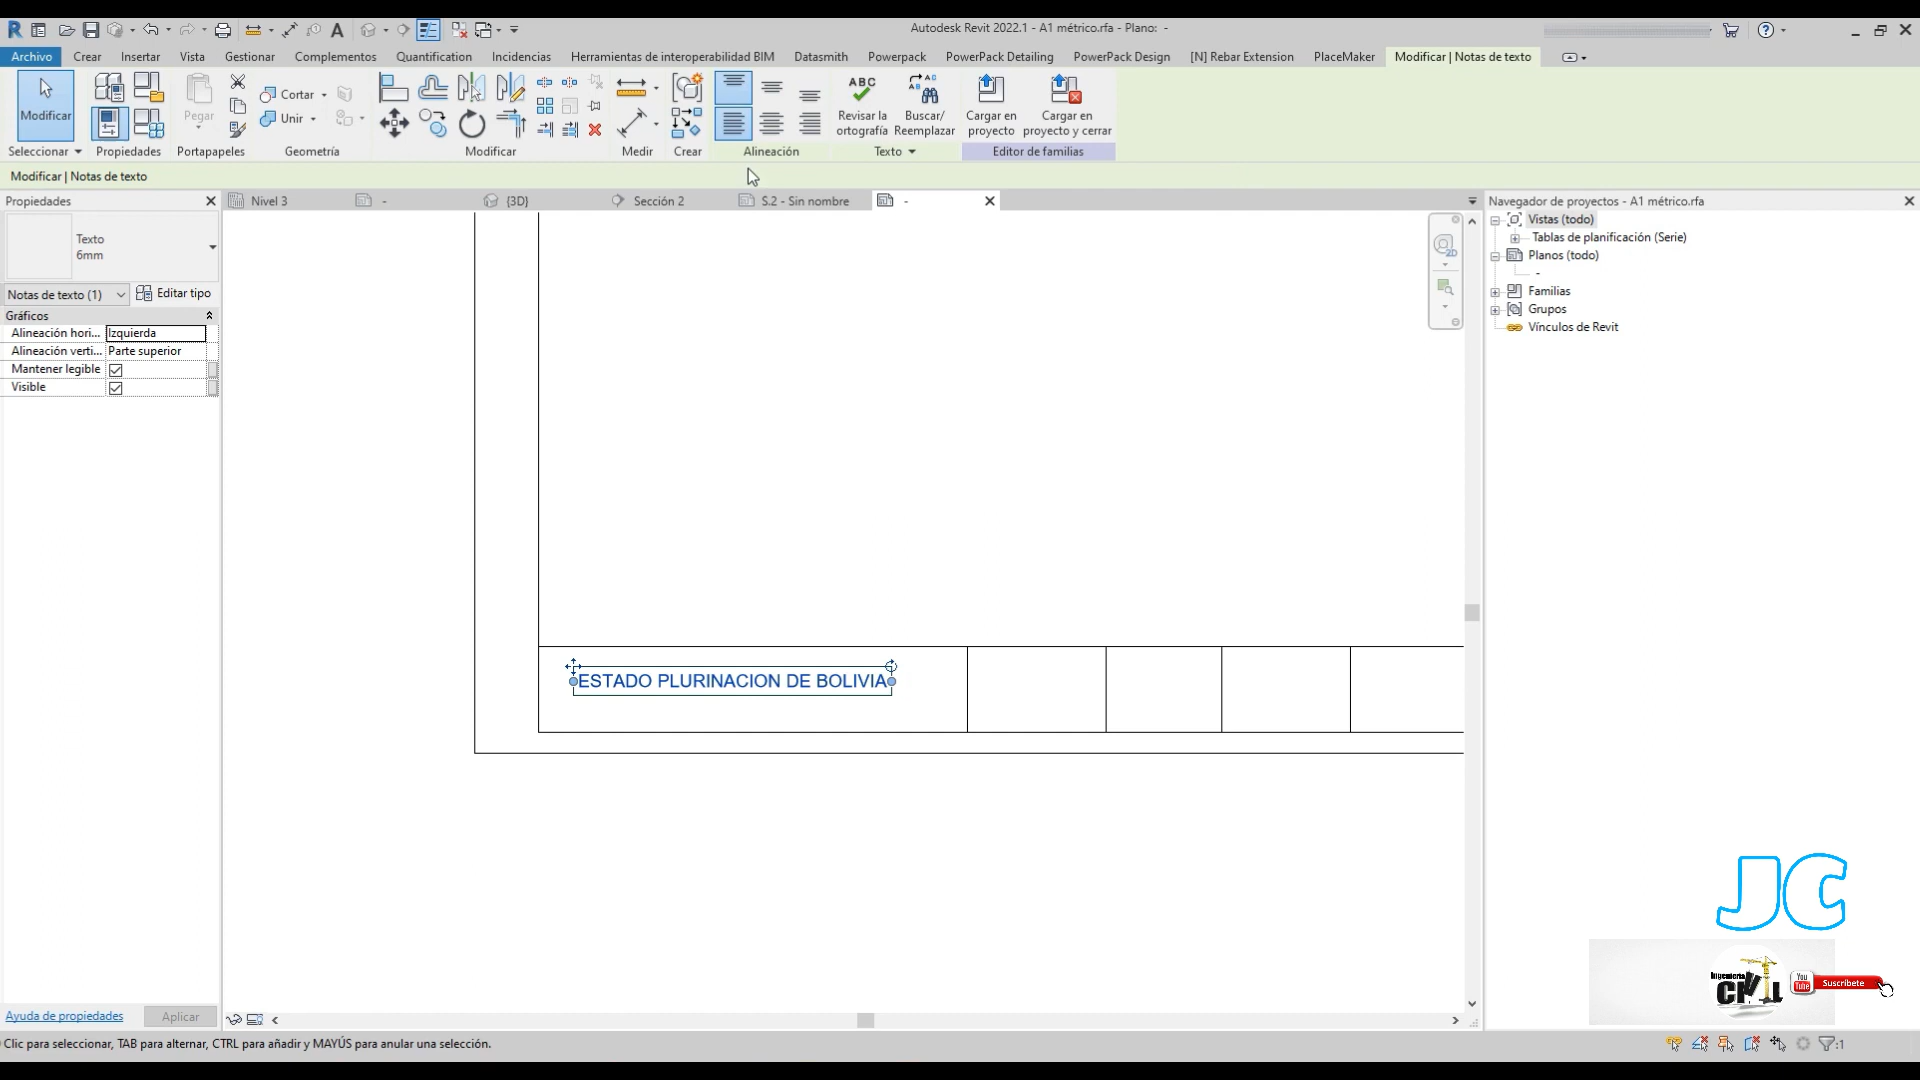 Autodesk Revit 2022.1 - A1 métrico.rfa - Plano: -
Archivo Crear Insertar Vista Gestionar Complementos Quantification Incidencias Herramientas de interoperabilidad BIM Datasmith Powerpack PowerPack Detailing PowerPack Design [N] Rebar Extension PlaceMaker Modificar | Notas de texto
Modificar
Pegar
Cortar
Unir
Revisar la ortografía
Buscar/ Reemplazar
Cargar en proyecto
Cargar en proyecto y cerrar
Seleccionar Propiedades Portapapeles Geometría Modificar Medir Crear Alineación Texto Editor de familias
Modificar | Notas de texto
Propiedades
Nivel 3
-
{3D}
Sección 2
S.2 - Sin nombre
-
Navegador de proyectos - A1 métrico.rfa
Texto
6mm
Notas de texto (1)
Editar tipo
Gráficos
Alineación hori... Izquierda
Alineación verti... Parte superior
Mantener legible
Visible
Vistas (todo)
Tablas de planificación (Serie)
Planos (todo)
-
Familias
Grupos
Vínculos de Revit
2D
ESTADO PLURINACION DE BOLIVIA
JC
Ingeniería
CIVIL
You
Tube
Suscríbete
Ayuda de propiedades
Aplicar
Clic para seleccionar, TAB para alternar, CTRL para añadir y MAYÚS para anular una selección.
:1